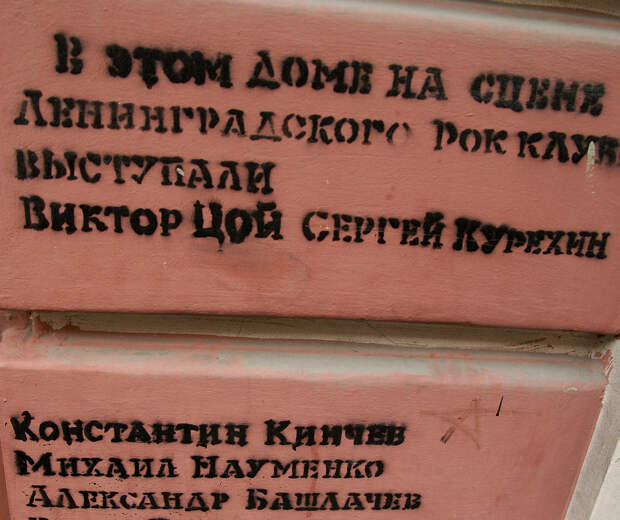 В ЭТОМ ДОМЕ НА СЦЕНЕ
ЛЕНИНГРАДСКОГО РОК КЛУБ
ВЫСТУПАЛИ
ВИКТОР ЦОЙ СЕРГЕЙ КУРЕХИН
КОНСТАНТИН КИНЧЕВ
МИХАИЛ НАУМЕНКО
АЛЕКСАНДР БАШЛАЧЕВ